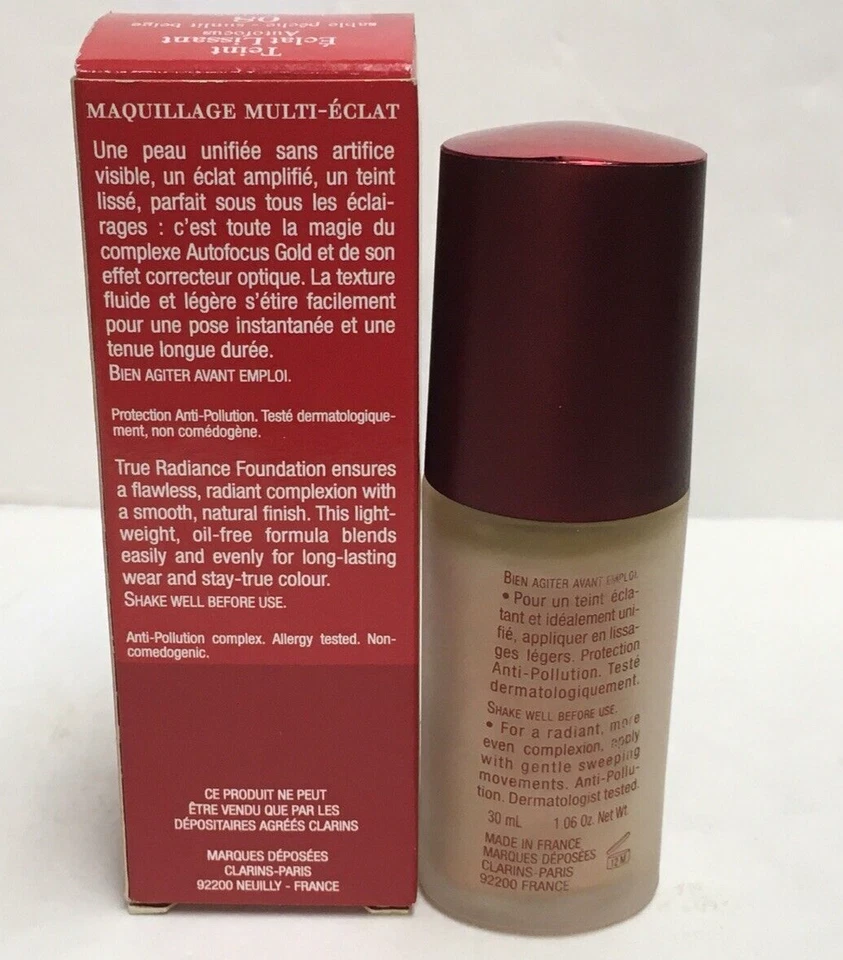 Teint
Éclat Lissant
Autofocus
sable pêche - sunlit beige
08
MAQUILLAGE MULTI-ÉCLAT
Une peau unifiée sans artifice
visible, un éclat amplifié, un teint
lissé, parfait sous tous les éclai-
rages : c'est toute la magie du
complexe Autofocus Gold et de son
effet correcteur optique. La texture
fluide et légère s'étire facilement
pour une pose instantanée et une
tenue longue durée.
BIEN AGITER AVANT EMPLOI.
Protection Anti-Pollution. Testé dermatologique-
ment, non comédogène.
True Radiance Foundation ensures
a flawless, radiant complexion with
a smooth, natural finish. This light-
weight, oil-free formula blends
easily and evenly for long-lasting
wear and stay-true colour.
SHAKE WELL BEFORE USE.
Anti-Pollution complex. Allergy tested. Non-
comedogenic.
CE PRODUIT NE PEUT
ÊTRE VENDU QUE PAR LES
DÉPOSITAIRES AGRÉÉS CLARINS
MARQUES DÉPOSÉES
CLARINS-PARIS
92200 NEUILLY - FRANCE
BIEN AGITER AVANT EMPLOI.
• Pour un teint écla-
tant et idéalement uni-
fié, appliquer en lissa-
ges légers. Protection
Anti-Pollution. Testé
dermatologiquement.
SHAKE WELL BEFORE USE.
• For a radiant, more
even complexion, apply
with gentle sweeping
movements. Anti-Pollu-
tion. Dermatologist tested.
30 mL 1 06 Oz. Net Wt.
MADE IN FRANCE
MARQUES DÉPOSÉES
CLARINS-PARIS
92200 FRANCE
12 M